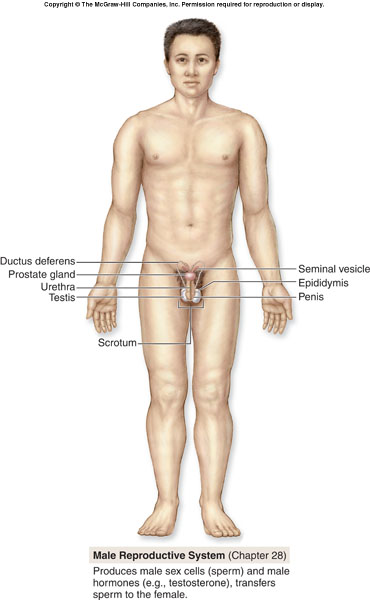 Copyright © The McGraw-Hill Companies, Inc. Permission required for reproduction or display.
Ductus deferens
Prostate gland
Urethra
Testis
Seminal vesicle
Epididymis
Penis
Scrotum
Male Reproductive System (Chapter 28)
Produces male sex cells (sperm) and male
hormones (e.g., testosterone), transfers
sperm to the female.